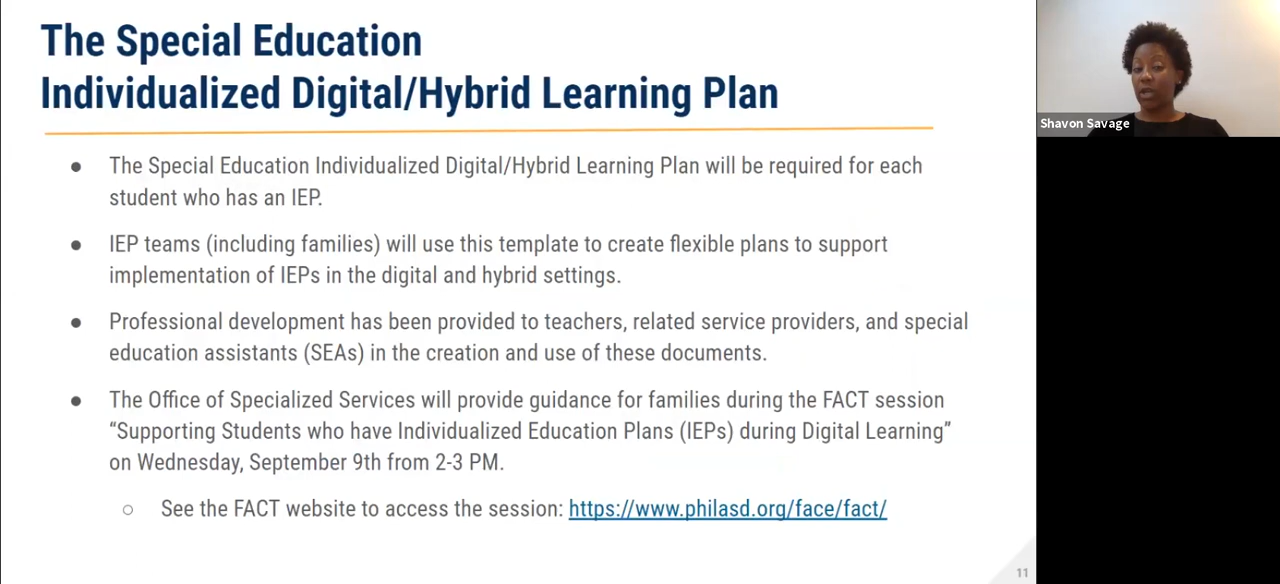 The Special Education
Individualized Digital/Hybrid Learning Plan
Shavon Savage
● The Special Education Individualized Digital/Hybrid Learning Plan will be required for each
student who has an IEP.
● IEP teams (including families) will use this template to create flexible plans to support
implementation of IEPs in the digital and hybrid settings.
● Professional development has been provided to teachers, related service providers, and special
education assistants (SEAs) in the creation and use of these documents.
● The Office of Specialized Services will provide guidance for families during the FACT session
“Supporting Students who have Individualized Education Plans (IEPs) during Digital Learning”
on Wednesday, September 9th from 2-3 PM.
○ See the FACT website to access the session: https://www.philasd.org/face/fact/
11